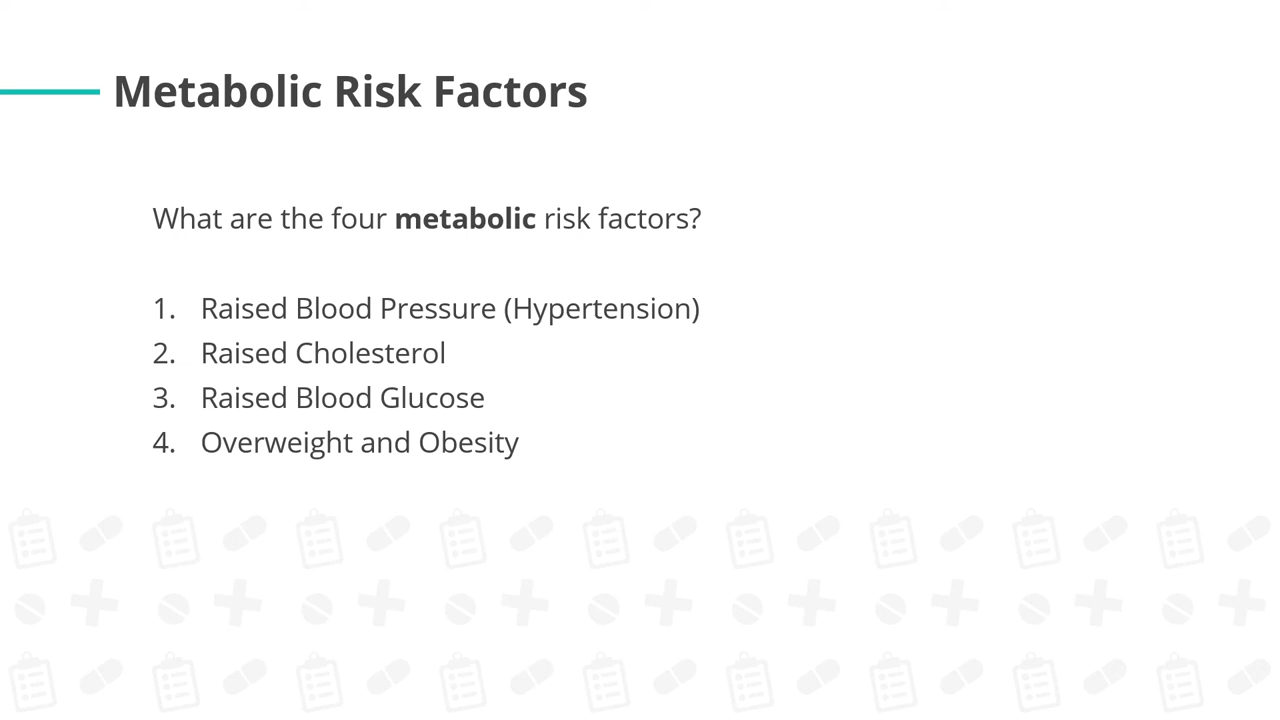 Metabolic Risk Factors
What are the four metabolic risk factors?
1. Raised Blood Pressure (Hypertension)
2. Raised Cholesterol
3. Raised Blood Glucose
4. Overweight and Obesity